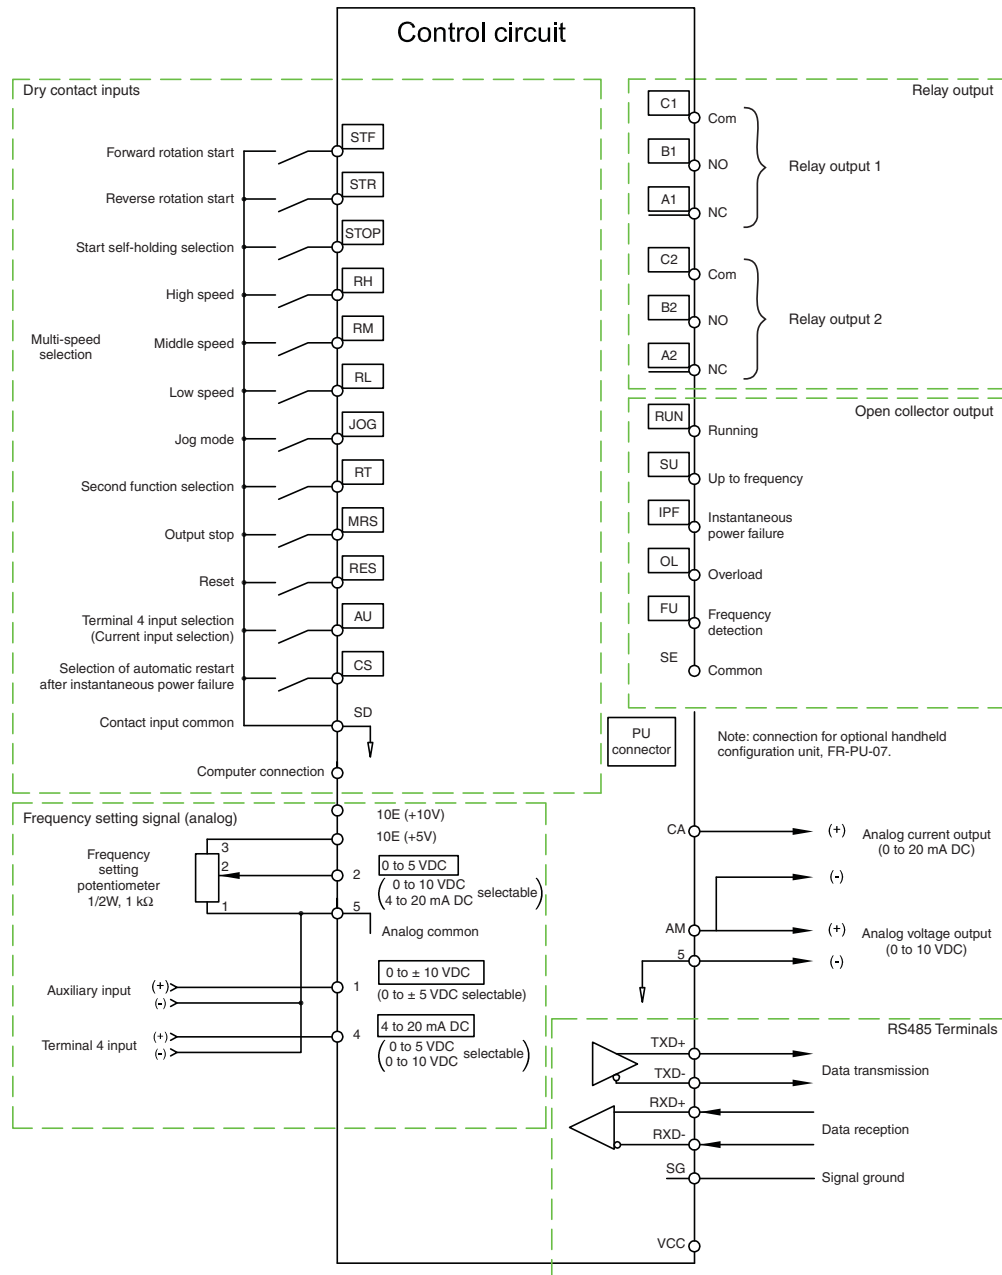 Control circuit
Dry contact inputs
Forward rotation start
STF
Reverse rotation start
STR
Start self-holding selection
STOP
High speed
RH
Multi-speed
selection
Middle speed
RM
Low speed
RL
Jog mode
JOG
Second function selection
RT
Output stop
MRS
Reset
RES
Terminal 4 input selection
(Current input selection)
AU
Selection of automatic restart
after instantaneous power failure
CS
Contact input common
SD
Computer connection
Frequency setting signal (analog)
10E (+10V)
10E (+5V)
Frequency
setting
potentiometer
1/2W, 1 kΩ
3
2
1
2
0 to 5 VDC
0 to 10 VDC
4 to 20 mA DC
selectable
5
Analog common
Auxiliary input
(+)
(-)
1
0 to ± 10 VDC
(0 to ± 5 VDC selectable)
Terminal 4 input
(+)
(-)
4
4 to 20 mA DC
0 to 5 VDC
0 to 10 VDC
selectable
Relay output
C1
Com
B1
NO
Relay output 1
A1
NC
C2
Com
B2
NO
Relay output 2
A2
NC
Open collector output
RUN
Running
SU
Up to frequency
IPF
Instantaneous
power failure
OL
Overload
FU
Frequency
detection
SE
Common
PU
connector
Note: connection for optional handheld
configuration unit, FR-PU-07.
CA
(+)
Analog current output
(0 to 20 mA DC)
(-)
AM
(+)
Analog voltage output
(0 to 10 VDC)
5
(-)
RS485 Terminals
TXD+
TXD-
Data transmission
RXD+
RXD-
Data reception
SG
Signal ground
VCC